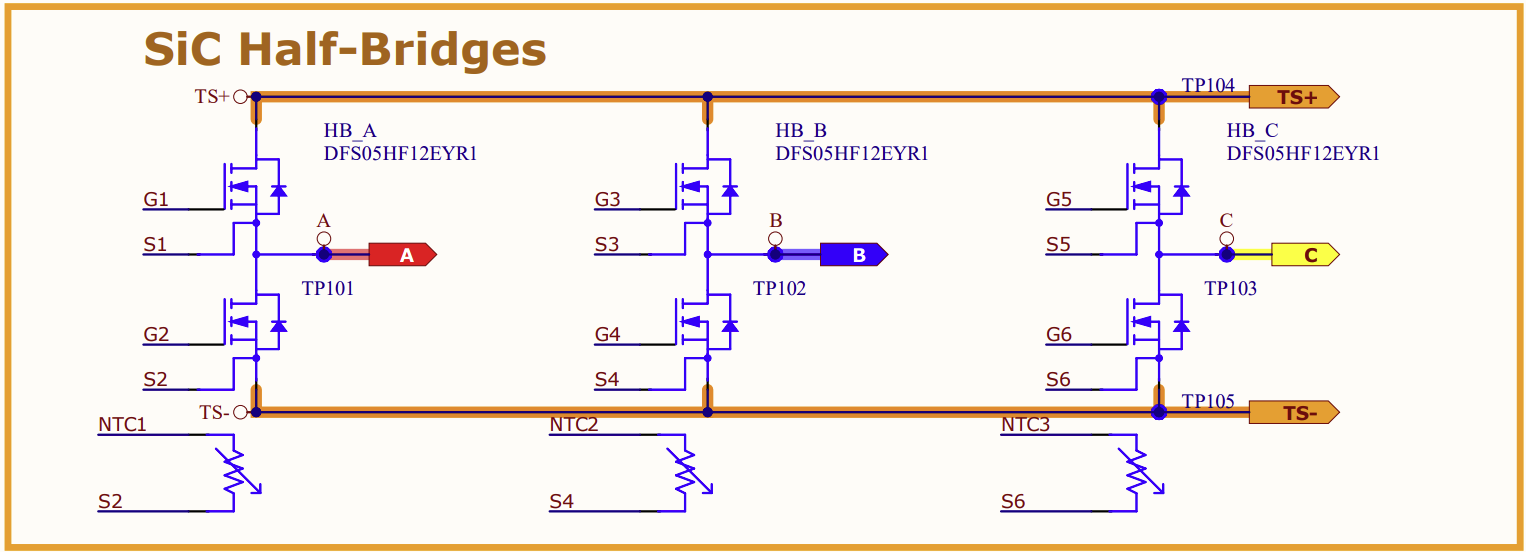 SiC Half-Bridges
TS+
TP104
TS+
HB_A
DFS05HF12EYR1
HB_B
DFS05HF12EYR1
HB_C
DFS05HF12EYR1
G1
G3
G5
S1
A
A
S3
B
B
S5
C
C
TP101
TP102
TP103
G2
G4
G6
S2
S4
S6
TS-
TP105
TS-
NTC1
NTC2
NTC3
S2
S4
S6